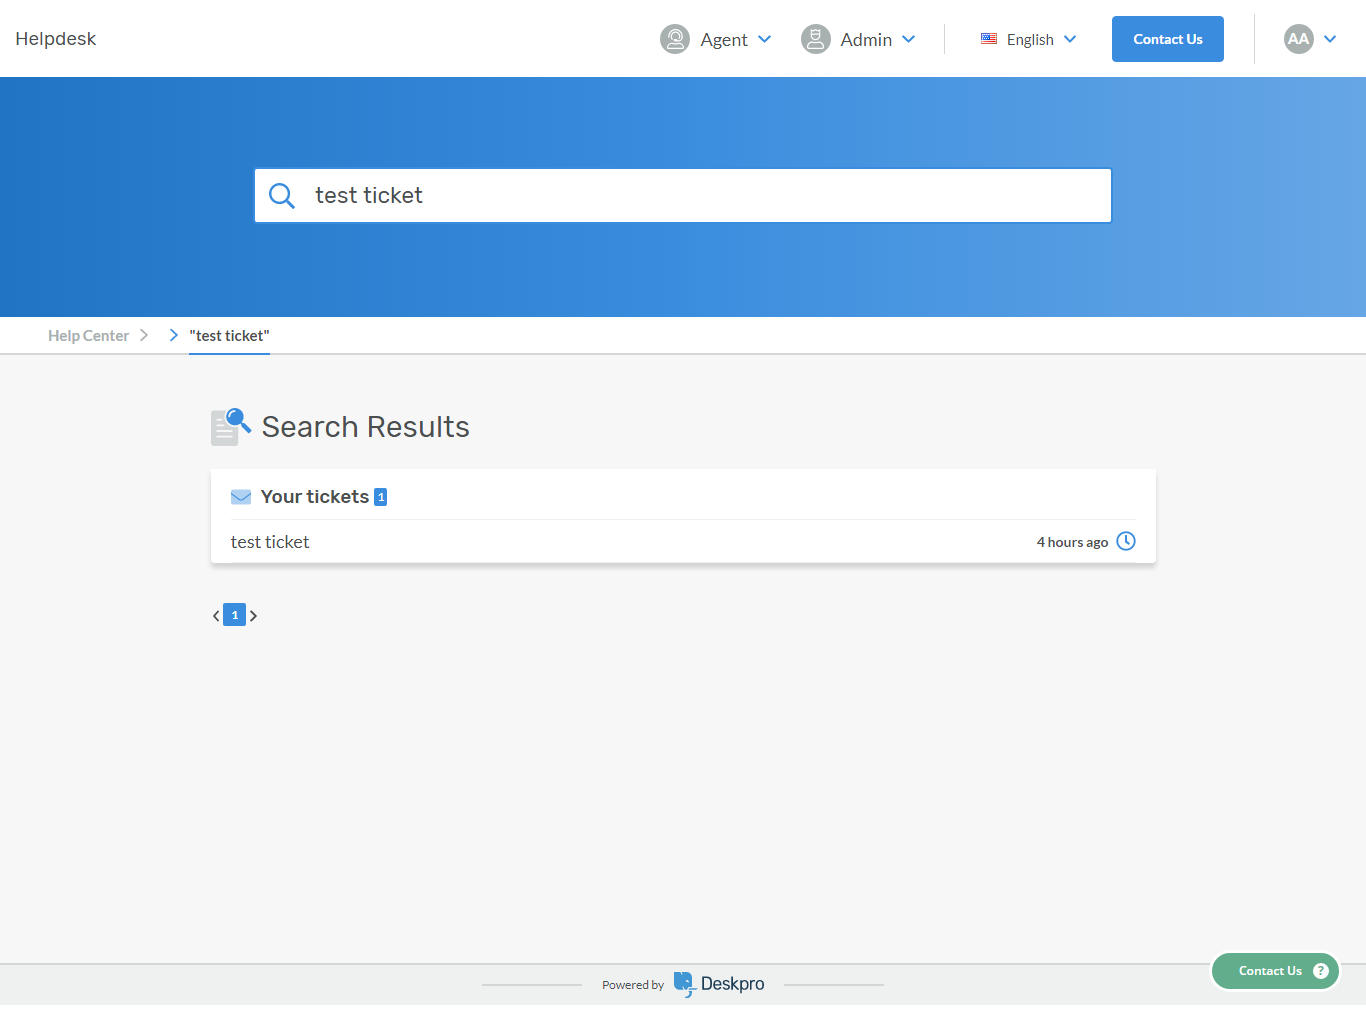 Helpdesk
Agent
Admin
English
Contact Us
AA
test ticket
Help Center
"test ticket"
Search Results
Your tickets 1
test ticket
4 hours ago
1
Contact Us ?
Powered by Deskpro